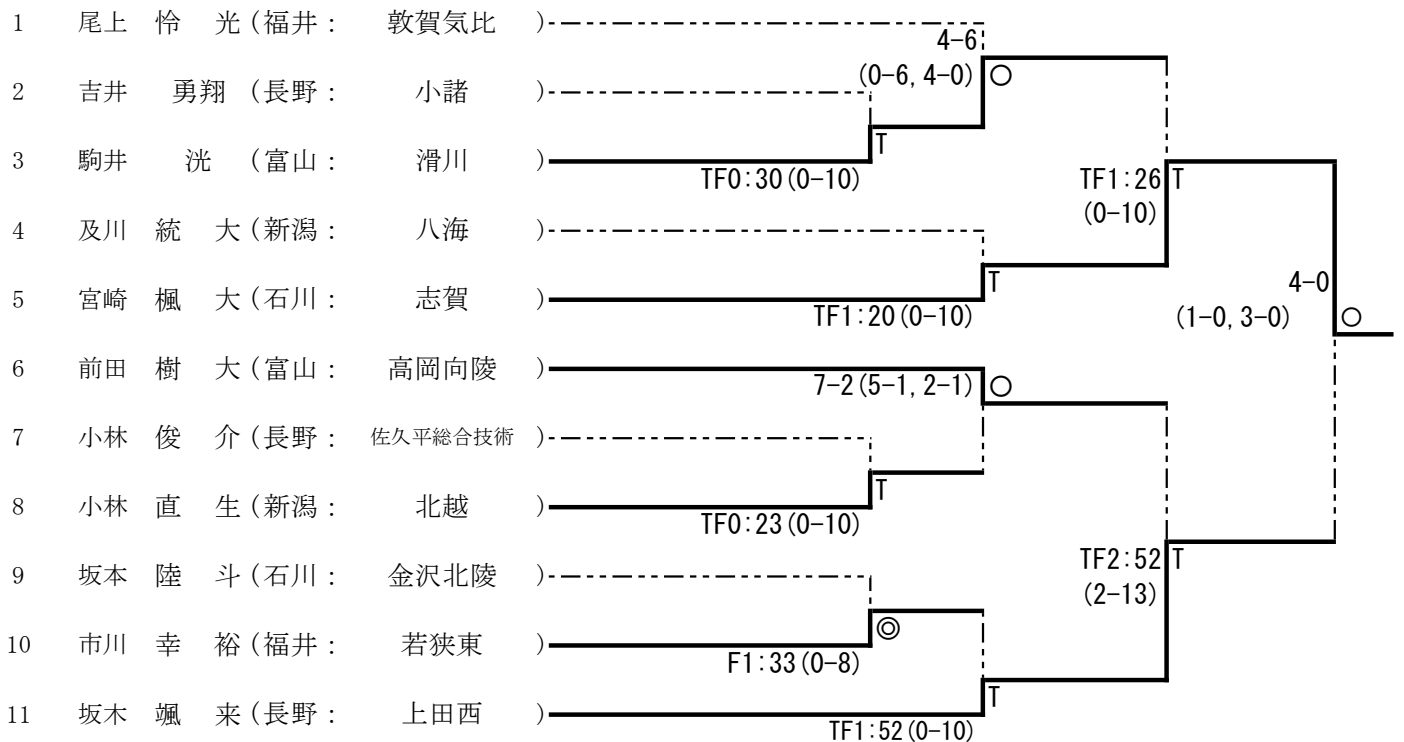 1 尾上 怜 光(福井: 敦賀気比 )
4-6
(0-6,4-0) ○
2 吉井 勇翔 (長野: 小諸 )
T
3 駒井 洸 (富山: 滑川 )
TF0:30(0-10)
TF1:26 T
(0-10)
4 及川 統 大(新潟: 八海 )
T
5 宮崎 楓 大(石川: 志賀 )
TF1:20(0-10)
4-0
(1-0,3-0) ○
6 前田 樹 大(富山: 高岡向陵 )
7-2(5-1,2-1) ○
7 小林 俊 介(長野: 佐久平総合技術 )
T
8 小林 直 生(新潟: 北越 )
TF0:23(0-10)
TF2:52 T
(2-13)
9 坂本 陸 斗(石川: 金沢北陵 )
◎
10 市川 幸 裕(福井: 若狭東 )
F1:33(0-8)
T
11 坂木 颯 来(長野: 上田西 )
TF1:52(0-10)